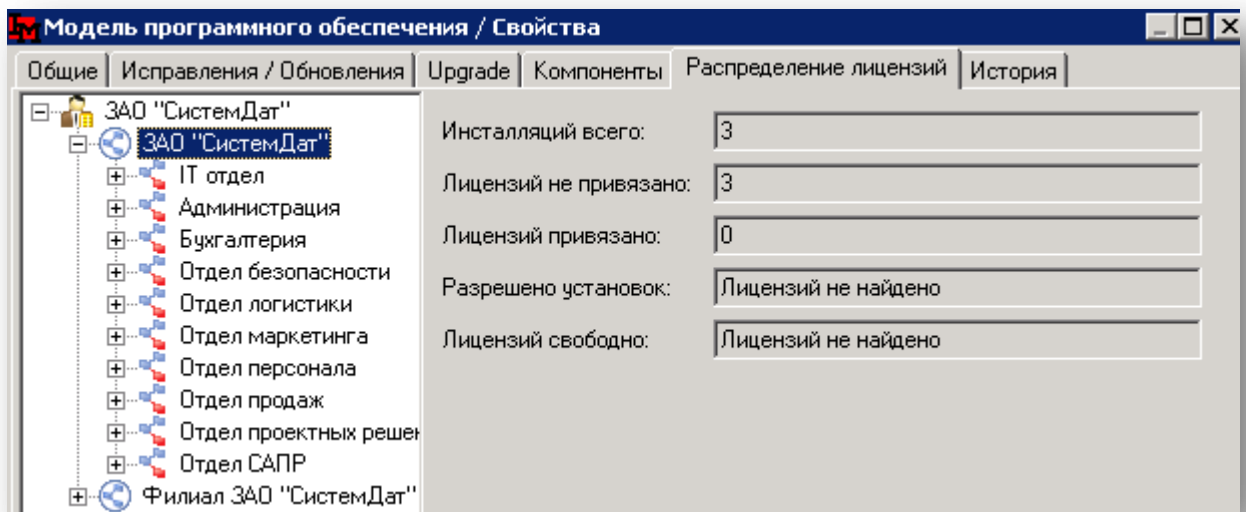 Модель программного обеспечения / Свойства
Общие Исправления / Обновления Upgrade Компоненты Распределение лицензий История
ЗАО "СистемДат"
ЗАО "СистемДат"
IT отдел
Администрация
Бухгалтерия
Отдел безопасности
Отдел логистики
Отдел маркетинга
Отдел персонала
Отдел продаж
Отдел проектных решен
Отдел САПР
Филиал ЗАО "СистемДат"
Инсталляций всего: 3
Лицензий не привязано: 3
Лицензий привязано: 0
Разрешено установок: Лицензий не найдено
Лицензий свободно: Лицензий не найдено